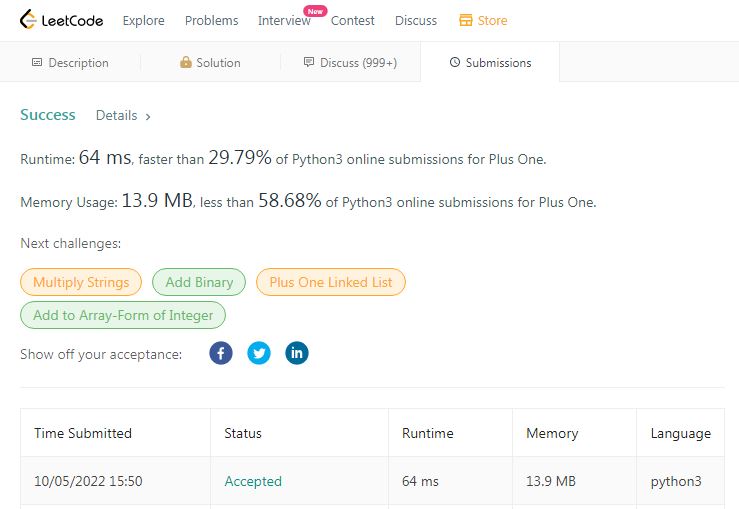 LeetCode Explore Problems Interview New Contest Discuss Store
Description Solution Discuss (999+) Submissions
Success Details ›
Runtime: 64 ms, faster than 29.79% of Python3 online submissions for Plus One.
Memory Usage: 13.9 MB, less than 58.68% of Python3 online submissions for Plus One.
Next challenges:
Multiply Strings Add Binary Plus One Linked List
Add to Array-Form of Integer
Show off your acceptance:
Time Submitted Status Runtime Memory Language
10/05/2022 15:50 Accepted 64 ms 13.9 MB python3